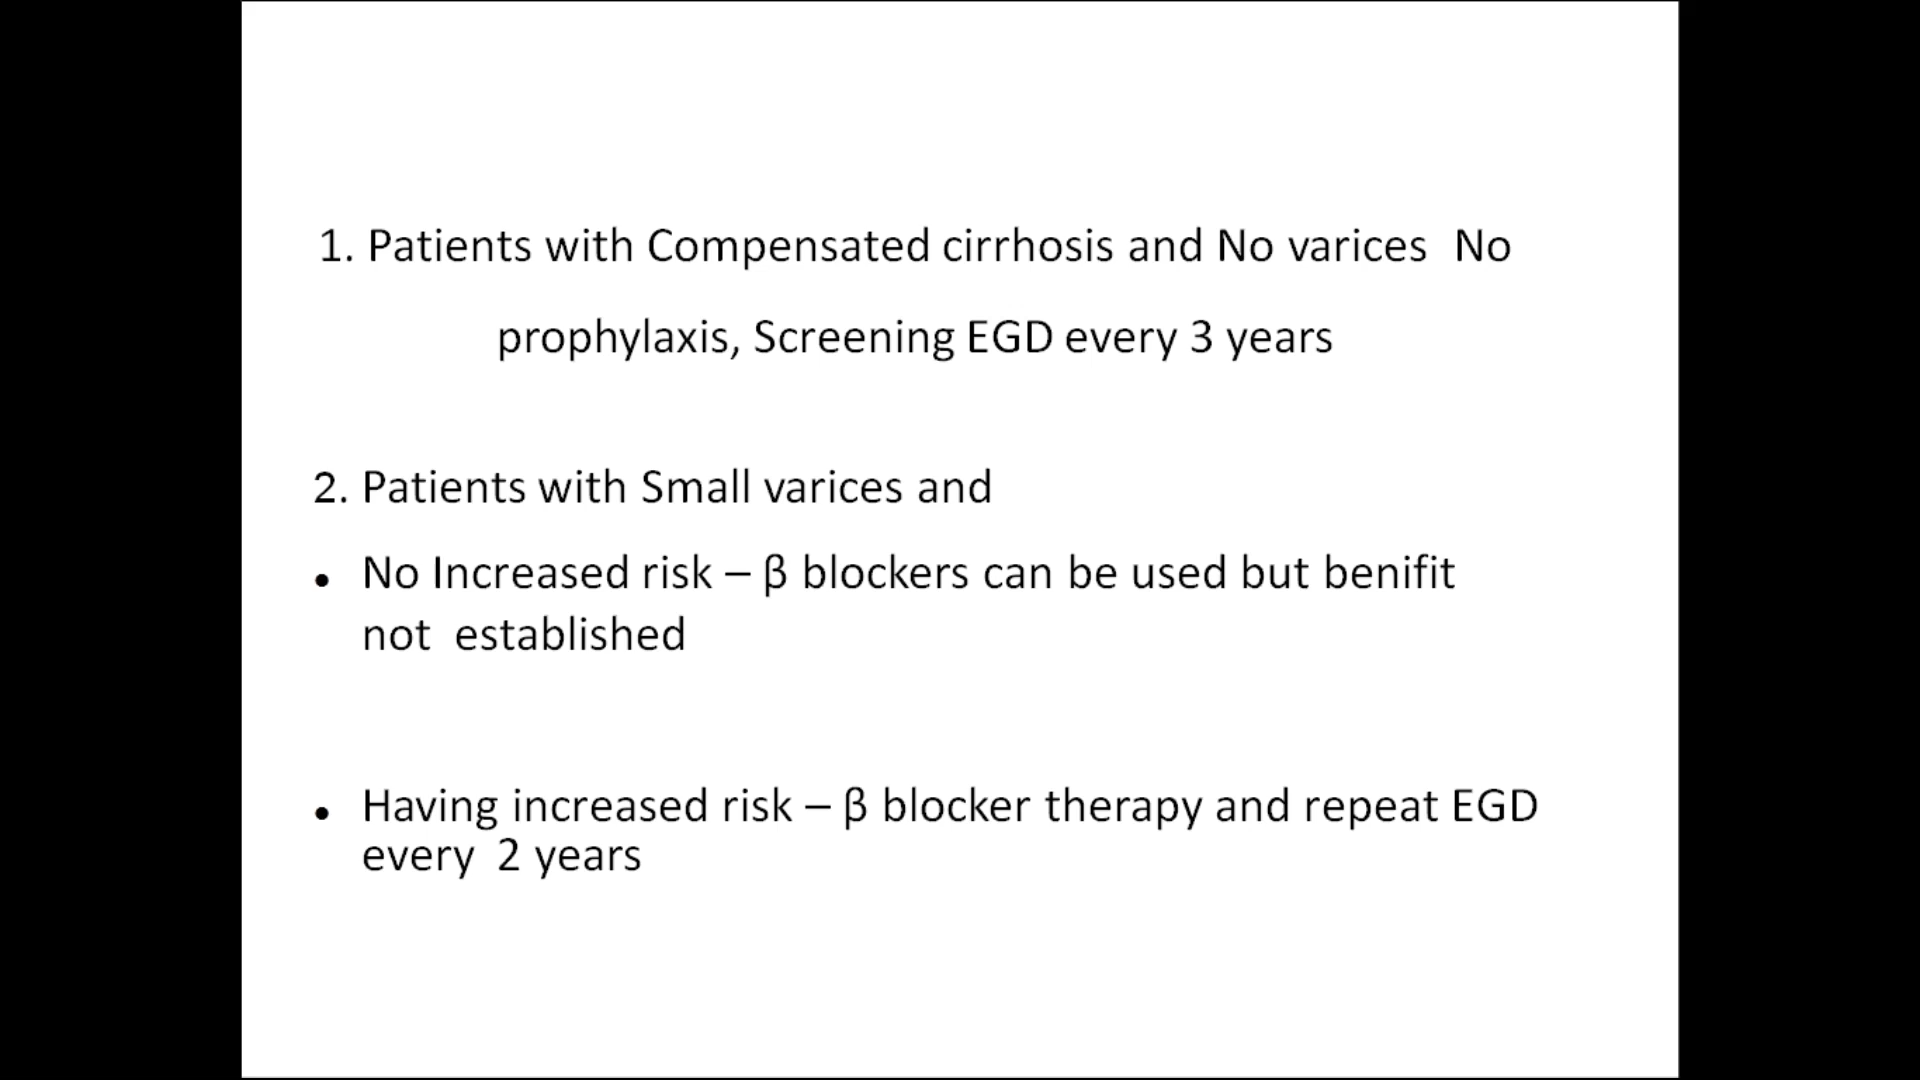 1. Patients with Compensated cirrhosis and No varices  No
prophylaxis, Screening EGD every 3 years
2. Patients with Small varices and
• No Increased risk – β blockers can be used but benifit
not  established
• Having increased risk – β blocker therapy and repeat EGD
every  2 years